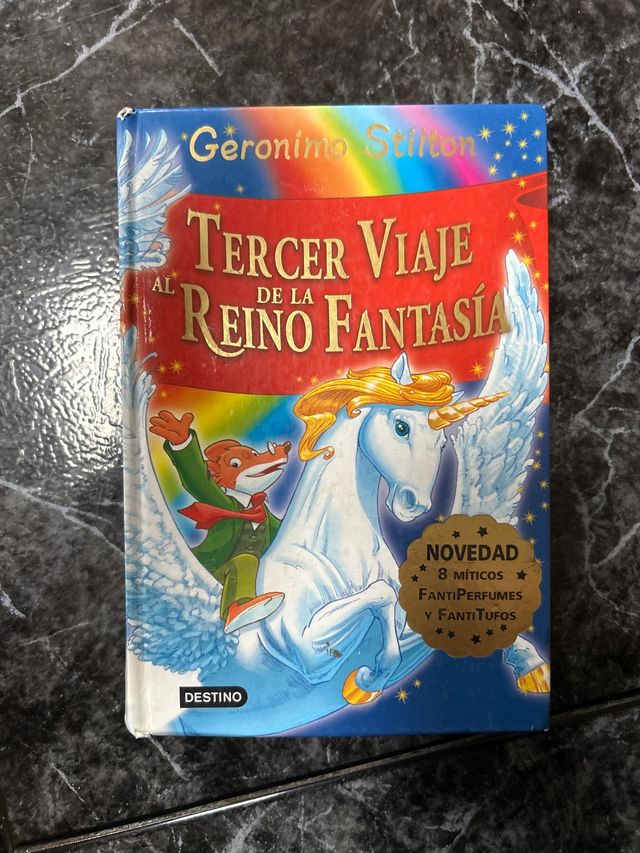 Geronimo Stilton
TERCER VIAJE
AL
DE LA
REINO FANTASÍA
NOVEDAD
8 MÍTICOS
FANTIPERFUMES
Y FANTITUFOS
DESTINO